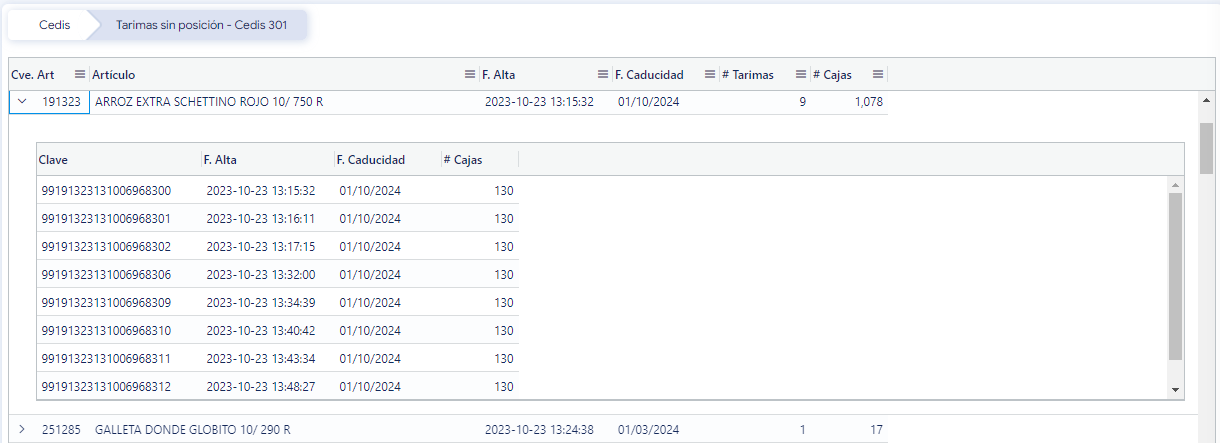 Cedis Tarimas sin posición - Cedis 301
Cve. Art Artículo F. Alta F. Caducidad # Tarimas # Cajas
191323 ARROZ EXTRA SCHETTINO ROJO 10/ 750 R 2023-10-23 13:15:32 01/10/2024 9 1,078
Clave F. Alta F. Caducidad # Cajas
99191323131006968300 2023-10-23 13:15:32 01/10/2024 130
99191323131006968301 2023-10-23 13:16:11 01/10/2024 130
99191323131006968302 2023-10-23 13:17:15 01/10/2024 130
99191323131006968306 2023-10-23 13:32:00 01/10/2024 130
99191323131006968309 2023-10-23 13:34:39 01/10/2024 130
99191323131006968310 2023-10-23 13:40:42 01/10/2024 130
99191323131006968311 2023-10-23 13:43:34 01/10/2024 130
99191323131006968312 2023-10-23 13:48:27 01/10/2024 130
251285 GALLETA DONDE GLOBITO 10/ 290 R 2023-10-23 13:24:38 01/03/2024 1 17